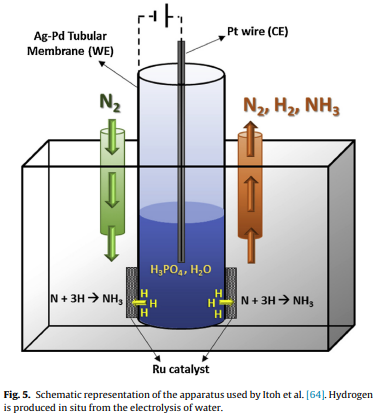 Ag-Pd Tubular
Membrane (WE)
Pt wire (CE)
N₂
N₂, H₂, NH₃
H₃PO₄, H₂O
H
H
H
H
H
H
N + 3H → NH₃
N + 3H → NH₃
Ru catalyst
Fig. 5. Schematic representation of the apparatus used by Itoh et al. [64]. Hydrogen
is produced in situ from the electrolysis of water.